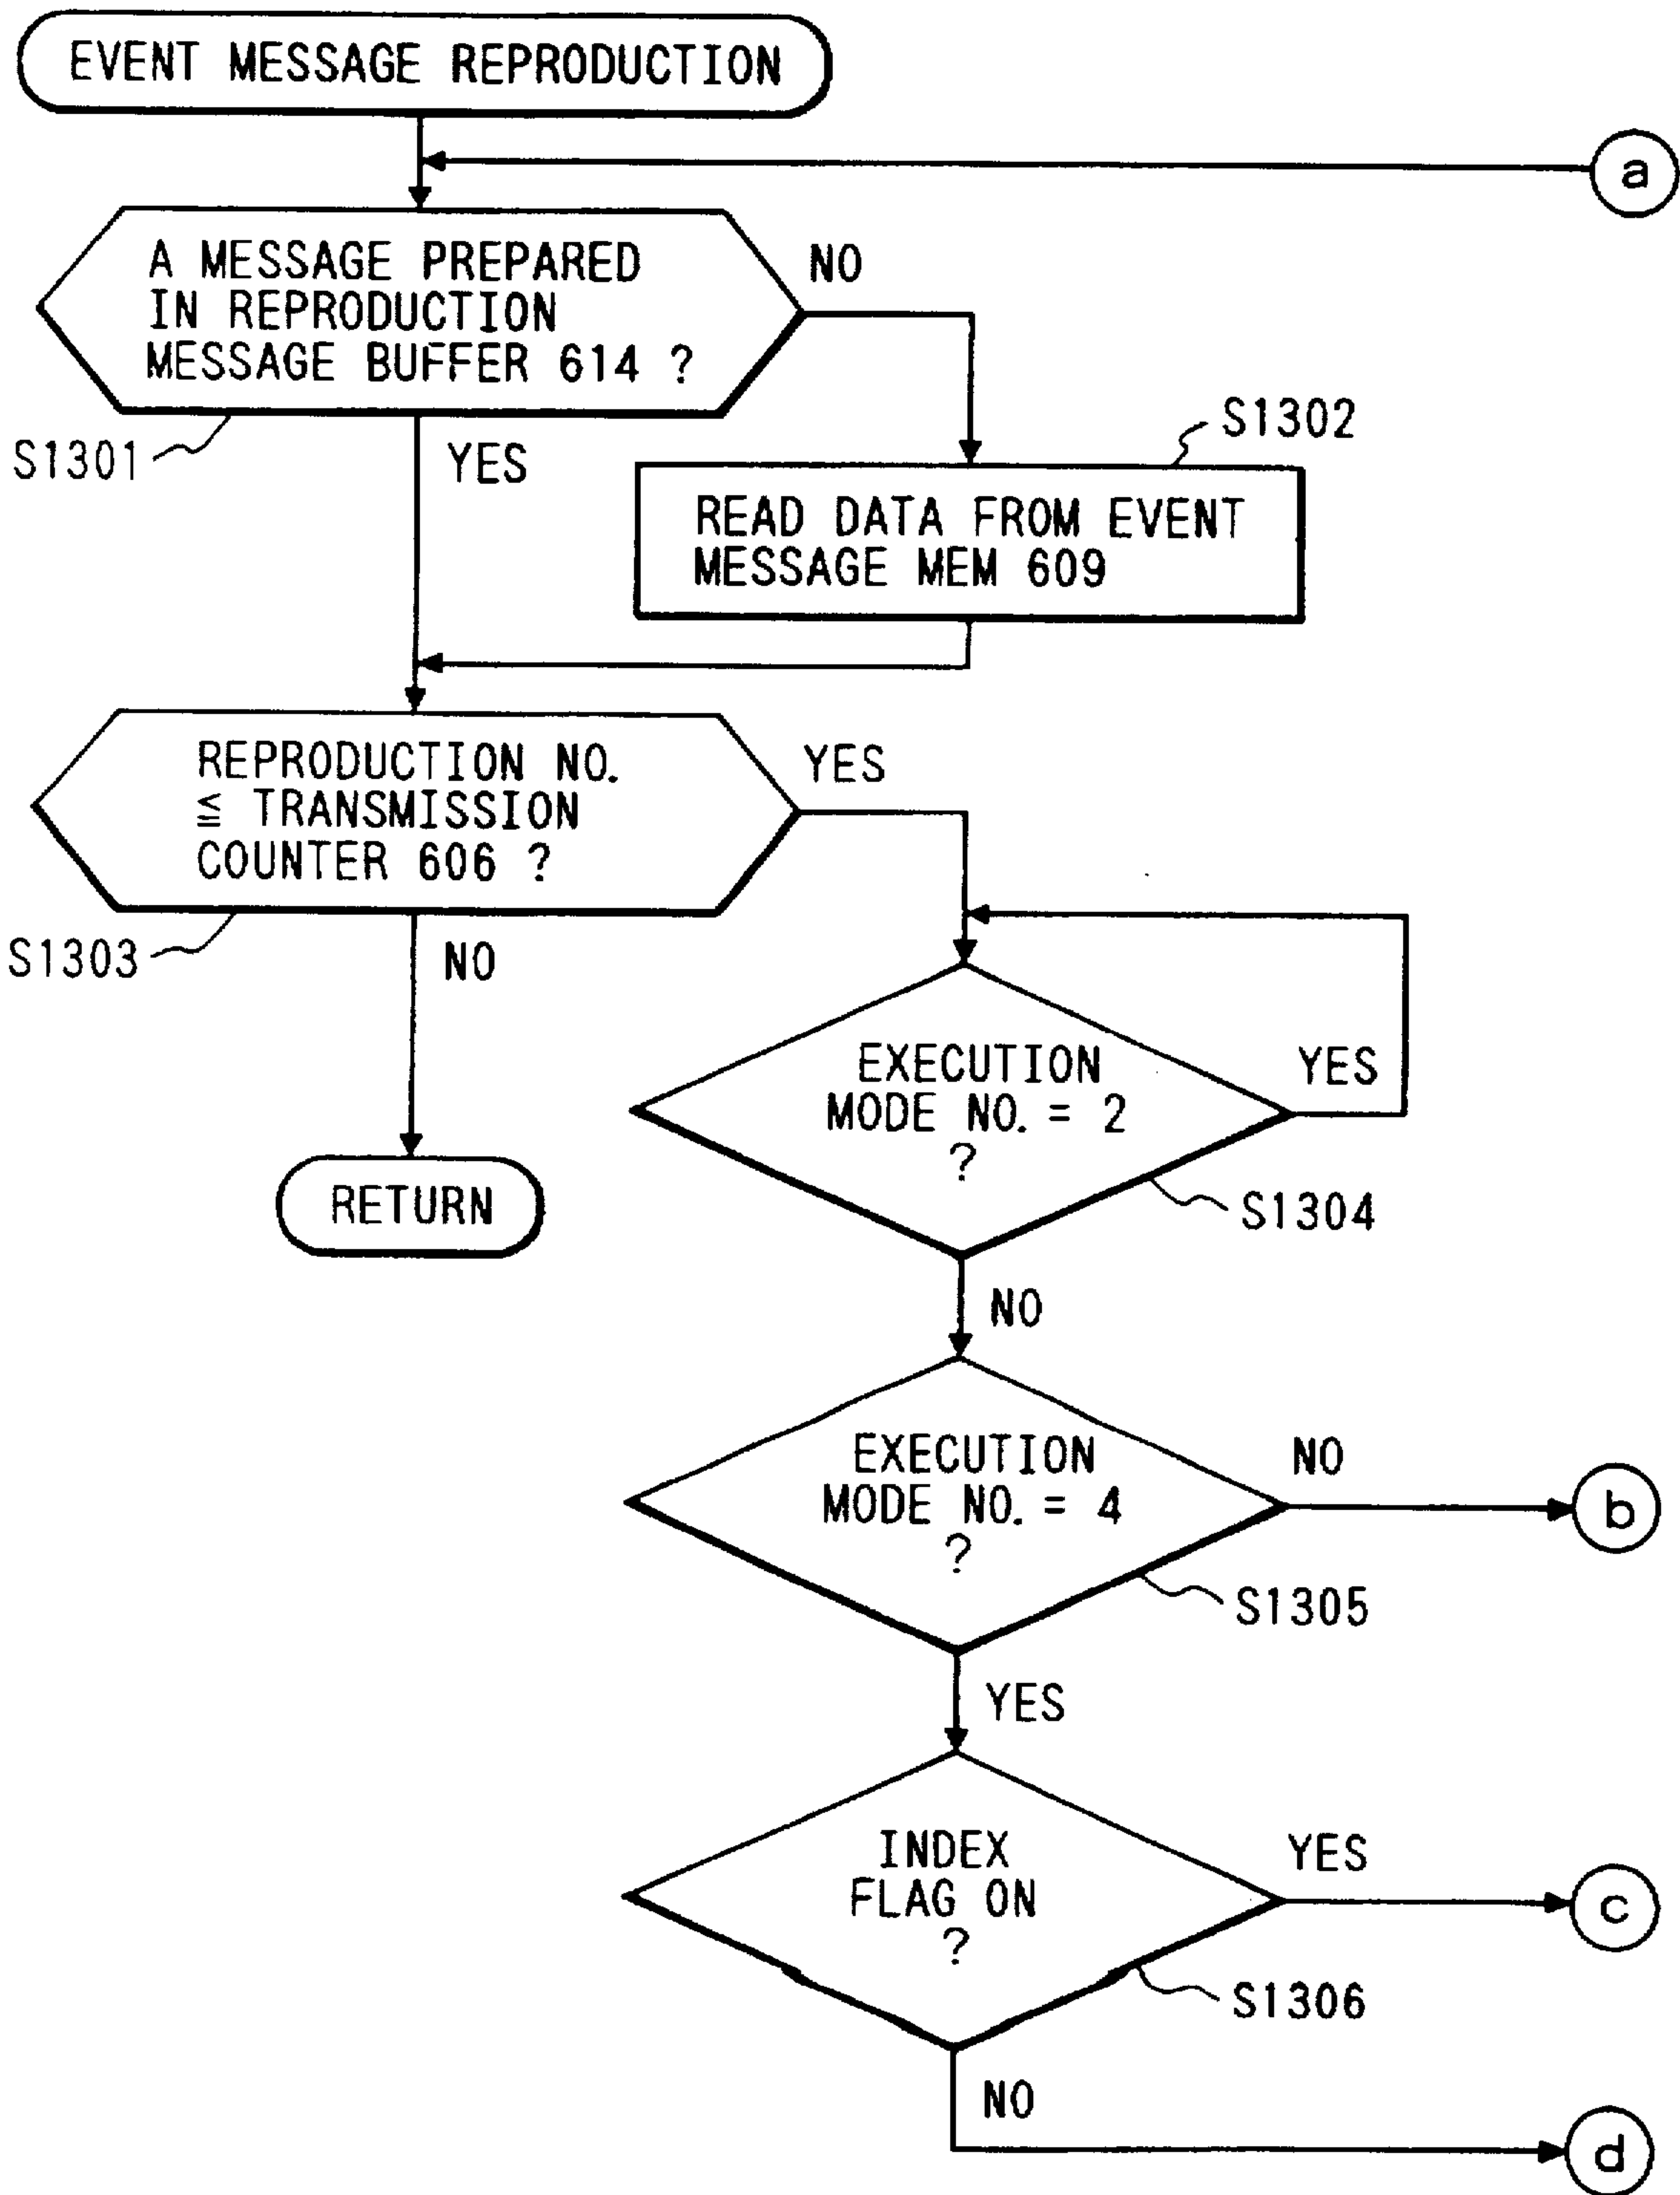 EVENT MESSAGE REPRODUCTION
a
A MESSAGE PREPARED
IN REPRODUCTION
MESSAGE BUFFER 614 ?
NO
S1301
YES
S1302
READ DATA FROM EVENT
MESSAGE MEM 609
REPRODUCTION NO.
≦ TRANSMISSION
COUNTER 606 ?
YES
S1303
NO
RETURN
EXECUTION
MODE NO. = 2
?
YES
S1304
NO
EXECUTION
MODE NO. = 4
?
NO
b
S1305
YES
INDEX
FLAG ON
?
YES
c
S1306
NO
d